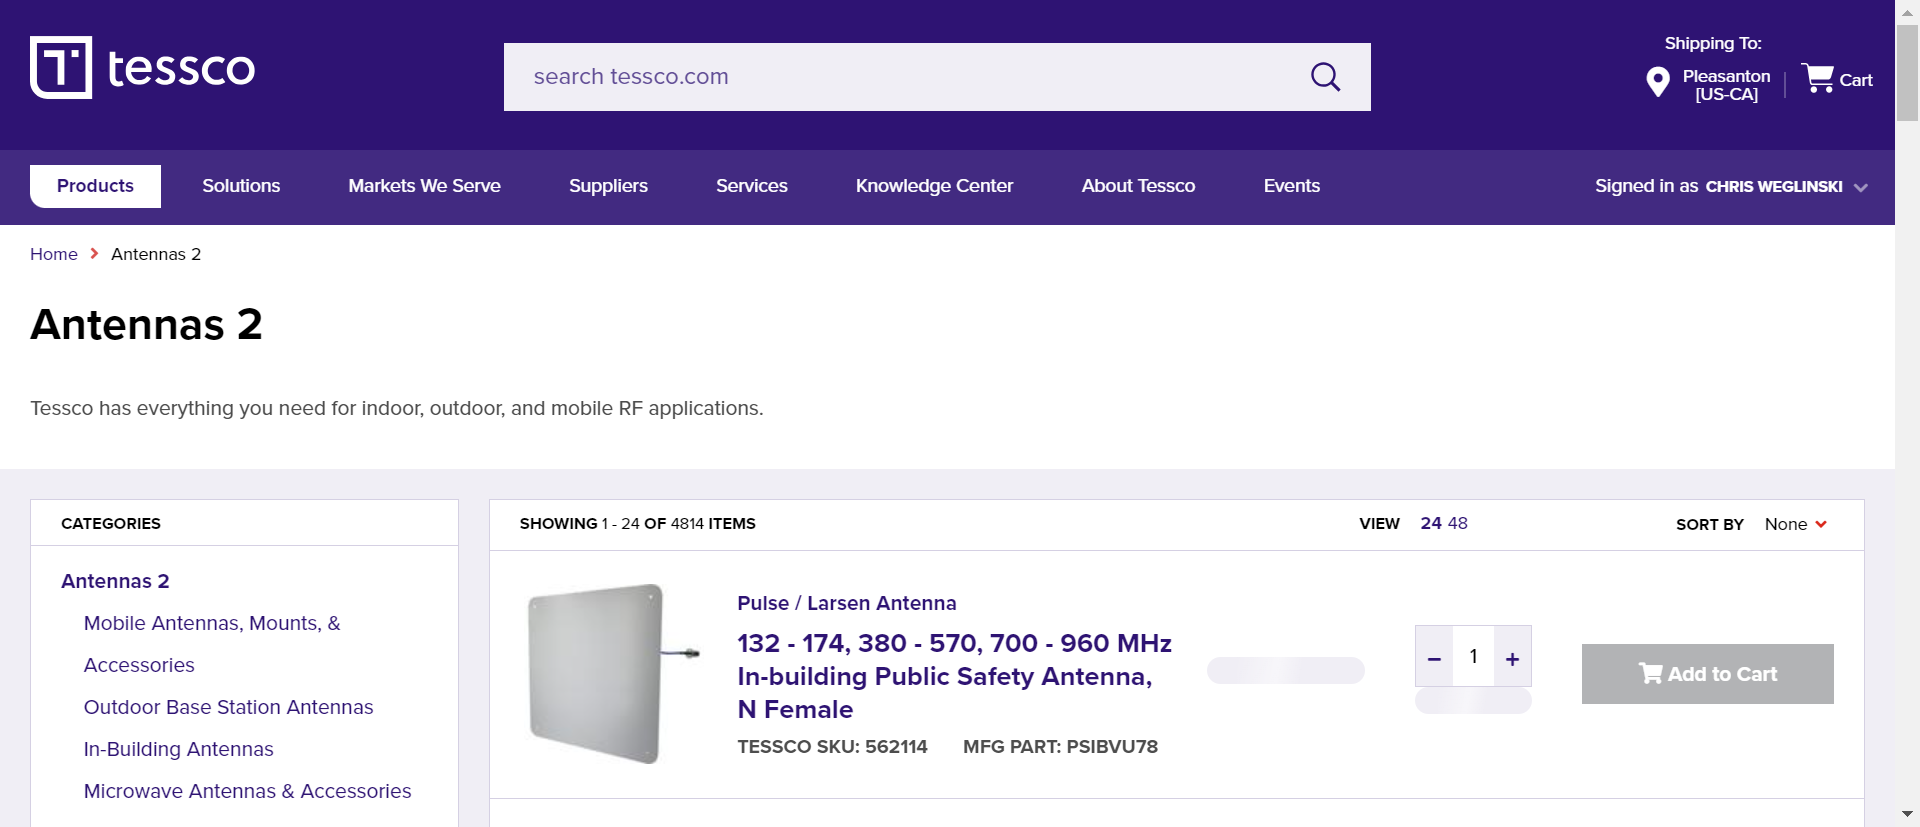 tessco
search tessco.com
Shipping To:
Pleasanton
[US-CA]
Cart
Products
Solutions
Markets We Serve
Suppliers
Services
Knowledge Center
About Tessco
Events
Signed in as CHRIS WEGLINSKI
Home
Antennas 2
Antennas 2
Tessco has everything you need for indoor, outdoor, and mobile RF applications.
CATEGORIES
Antennas 2
Mobile Antennas, Mounts, &
Accessories
Outdoor Base Station Antennas
In-Building Antennas
Microwave Antennas & Accessories
SHOWING 1 - 24 OF 4814 ITEMS
VIEW 24 48
SORT BY None
Pulse / Larsen Antenna
132 - 174, 380 - 570, 700 - 960 MHz
In-building Public Safety Antenna,
N Female
TESSCO SKU: 562114 MFG PART: PSIBVU78
− 1 +
Add to Cart